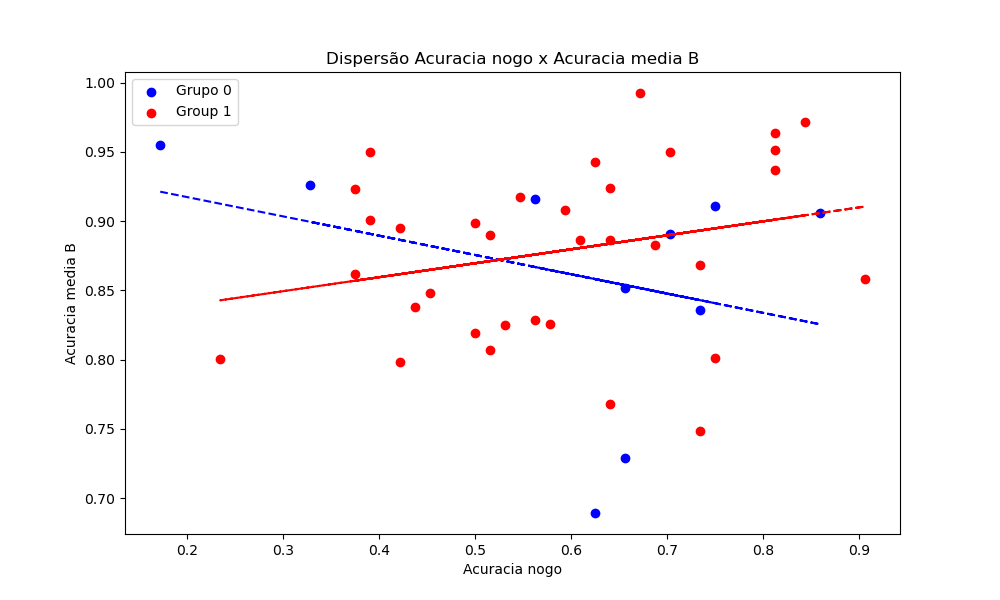 Dispersão Acuracia nogo x Acuracia media B
Grupo 0
Group 1
1.00
0.95
0.90
0.85
0.80
0.75
0.70
Acuracia media B
0.2 0.3 0.4 0.5 0.6 0.7 0.8 0.9
Acuracia nogo